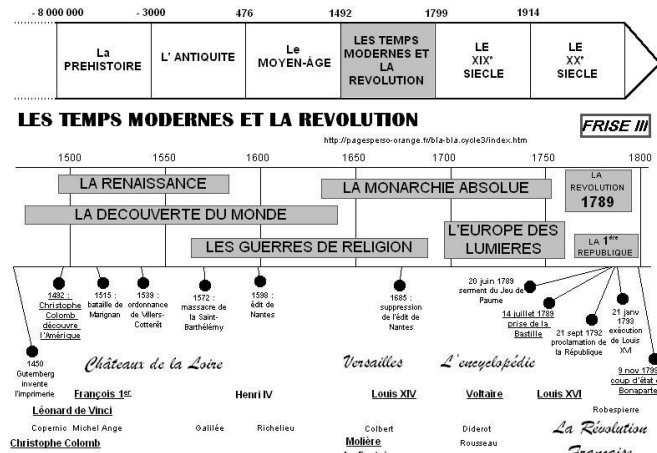 - 8 000 000 - 3000 476 1492 1799 1914
La
PREHISTOIRE
L' ANTIQUITE
Le
MOYEN-ÂGE
LES TEMPS
MODERNES ET
LA
REVOLUTION
LE
XIXᵉ
SIECLE
LE
XXᵉ
SIECLE
LES TEMPS MODERNES ET LA REVOLUTION
FRISE III
http://pagesperso-orange.fr/bla-bla.cycle3/index.htm
1500 1550 1600 1650 1700 1750 1800
LA RENAISSANCE
LA MONARCHIE ABSOLUE
LA
REVOLUTION
1789
LA DECOUVERTE DU MONDE
L'EUROPE DES
LUMIERES
LES GUERRES DE RELIGION
LA 1ère
REPUBLIQUE
1492 :
Christophe
Colomb
découvre
l'Amérique
1515 :
bataille de
Marignan
1539 :
ordonnance
de Villers-
Cotterêt
1572 :
massacre de
la Saint-
Barthélémy
1598 :
édit de
Nantes
1685 :
suppression
de l'édit de
Nantes
20 juin 1789
serment du Jeu de
Paume
14 juillet 1789
prise de la
Bastille
21 sept 1792
proclamation de
la République
21 janv
1793
exécution
de Louis
XVI
9 nov 1799
coup d'état de
Bonaparte
1450
Gutemberg
invente
l'imprimerie
Châteaux de la Loire Versailles L'encyclopédie
François 1er Henri IV Louis XIV Voltaire Louis XVI
Léonard de Vinci Robespierre
Copernic Michel Ange Galilée Richelieu Colbert Diderot La Révolution
Christophe Colomb Molière Rousseau Française